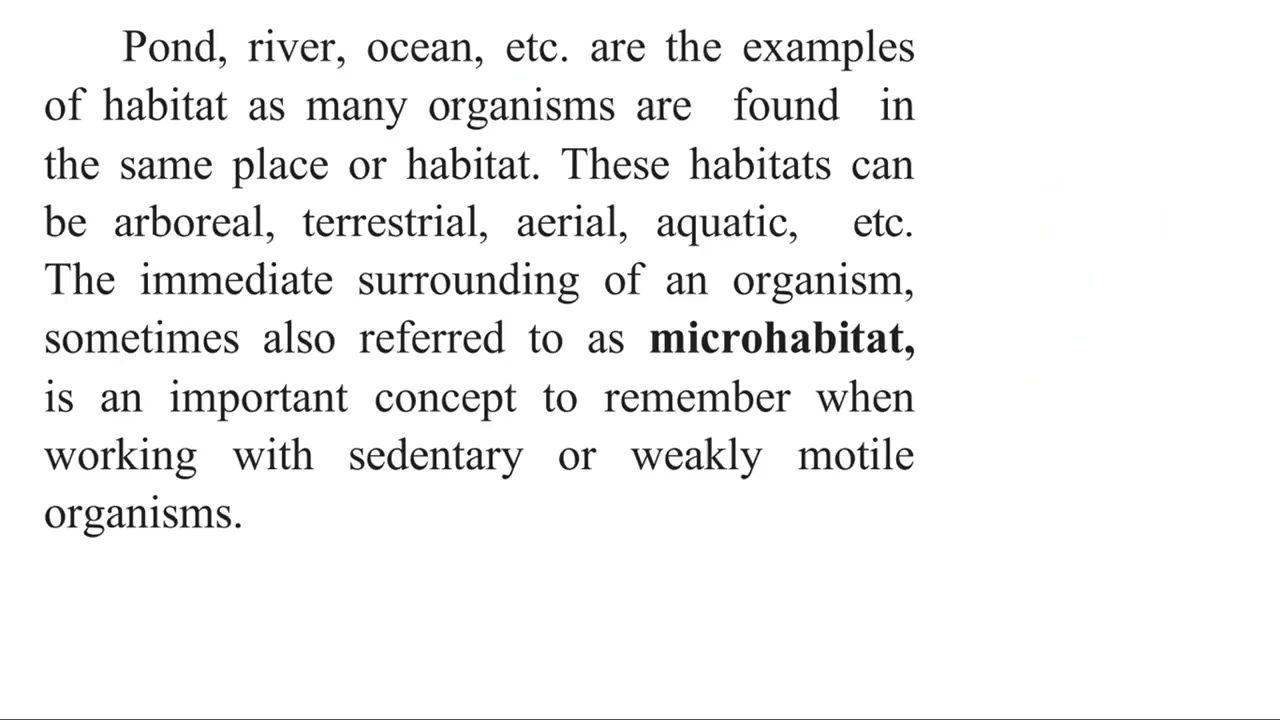 Pond, river, ocean, etc. are the examples
of habitat as many organisms are found in
the same place or habitat. These habitats can
be arboreal, terrestrial, aerial, aquatic, etc.
The immediate surrounding of an organism,
sometimes also referred to as microhabitat,
is an important concept to remember when
working with sedentary or weakly motile
organisms.